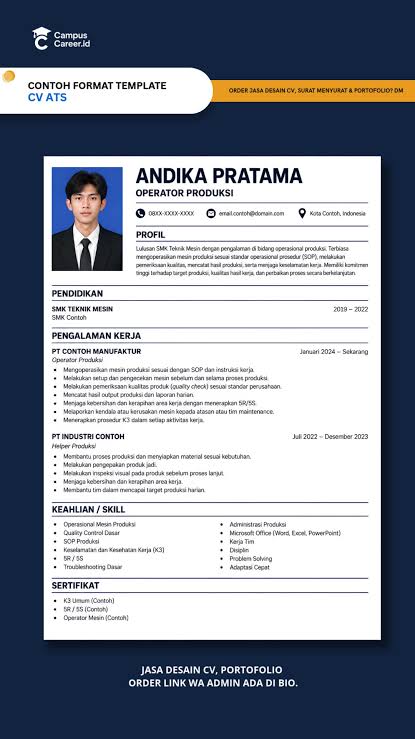 Campus
Career.id
CONTOH FORMAT TEMPLATE
CV ATS
ORDER JASA DESAIN CV, SURAT MENYURAT & PORTOFOLIO? DM
ANDIKA PRATAMA
OPERATOR PRODUKSI
08XX-XXXX-XXXX
email.contoh@domain.com
Kota Contoh, Indonesia
PROFIL
Lulusan SMK Teknik Mesin dengan pengalaman di bidang operasional produksi. Terbiasa
mengoperasikan mesin produksi sesuai standar operasional prosedur (SOP), melakukan
pemeriksaan kualitas, mencatat hasil produksi, serta menjaga keselamatan kerja. Memiliki komitmen
tinggi terhadap target produksi, kualitas hasil kerja, dan perbaikan proses secara berkelanjutan.
PENDIDIKAN
SMK TEKNIK MESIN 2019 – 2022
SMK Contoh
PENGALAMAN KERJA
PT CONTOH MANUFAKTUR Januari 2024 – Sekarang
Operator Produksi
• Mengoperasikan mesin produksi sesuai dengan SOP dan instruksi kerja.
• Melakukan setup dan pengecekan mesin sebelum dan selama proses produksi.
• Melakukan pemeriksaan kualitas produk (quality check) sesuai standar perusahaan.
• Mencatat hasil output produksi dan laporan harian.
• Menjaga kebersihan dan kerapihan area kerja dengan menerapkan 5R/5S.
• Melaporkan kendala atau kerusakan mesin kepada atasan atau tim maintenance.
• Menerapkan prosedur K3 dalam setiap aktivitas kerja.
PT INDUSTRI CONTOH Juli 2022 – Desember 2023
Helper Produksi
• Membantu proses produksi dan menyiapkan material sesuai kebutuhan.
• Melakukan pengepakan produk jadi.
• Melakukan inspeksi visual pada produk sebelum proses lanjut.
• Menjaga kebersihan dan kerapihan area kerja.
• Membantu tim dalam mencapai target produksi harian.
KEAHLIAN / SKILL
• Operasional Mesin Produksi
• Quality Control Dasar
• SOP Produksi
• Keselamatan dan Kesehatan Kerja (K3)
• 5R / 5S
• Troubleshooting Dasar
• Administrasi Produksi
• Microsoft Office (Word, Excel, PowerPoint)
• Kerja Tim
• Disiplin
• Problem Solving
• Adaptasi Cepat
SERTIFIKAT
• K3 Umum (Contoh)
• 5R / 5S (Contoh)
• Operator Mesin (Contoh)
JASA DESAIN CV, PORTOFOLIO
ORDER LINK WA ADMIN ADA DI BIO.